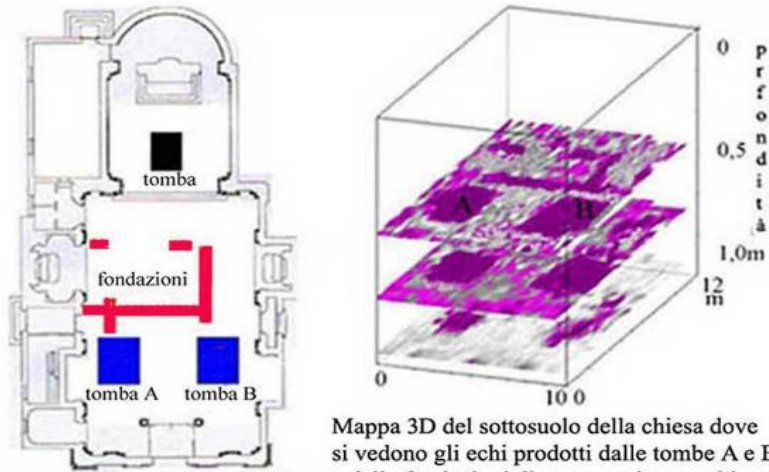 tomba
fondazioni
tomba A
tomba B
A
B
0
0,5
1,0m
prfondità
12
m
0
10 0
Mappa 3D del sottosuolo della chiesa dove
si vedono gli echi prodotti dalle tombe A e B